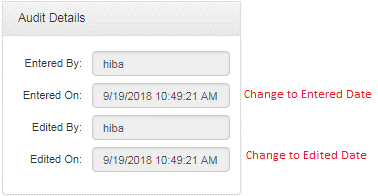 Audit Details
Entered By: hiba
Entered On: 9/19/2018 10:49:21 AM Change to Entered Date
Edited By: hiba
Edited On: 9/19/2018 10:49:21 AM Change to Edited Date